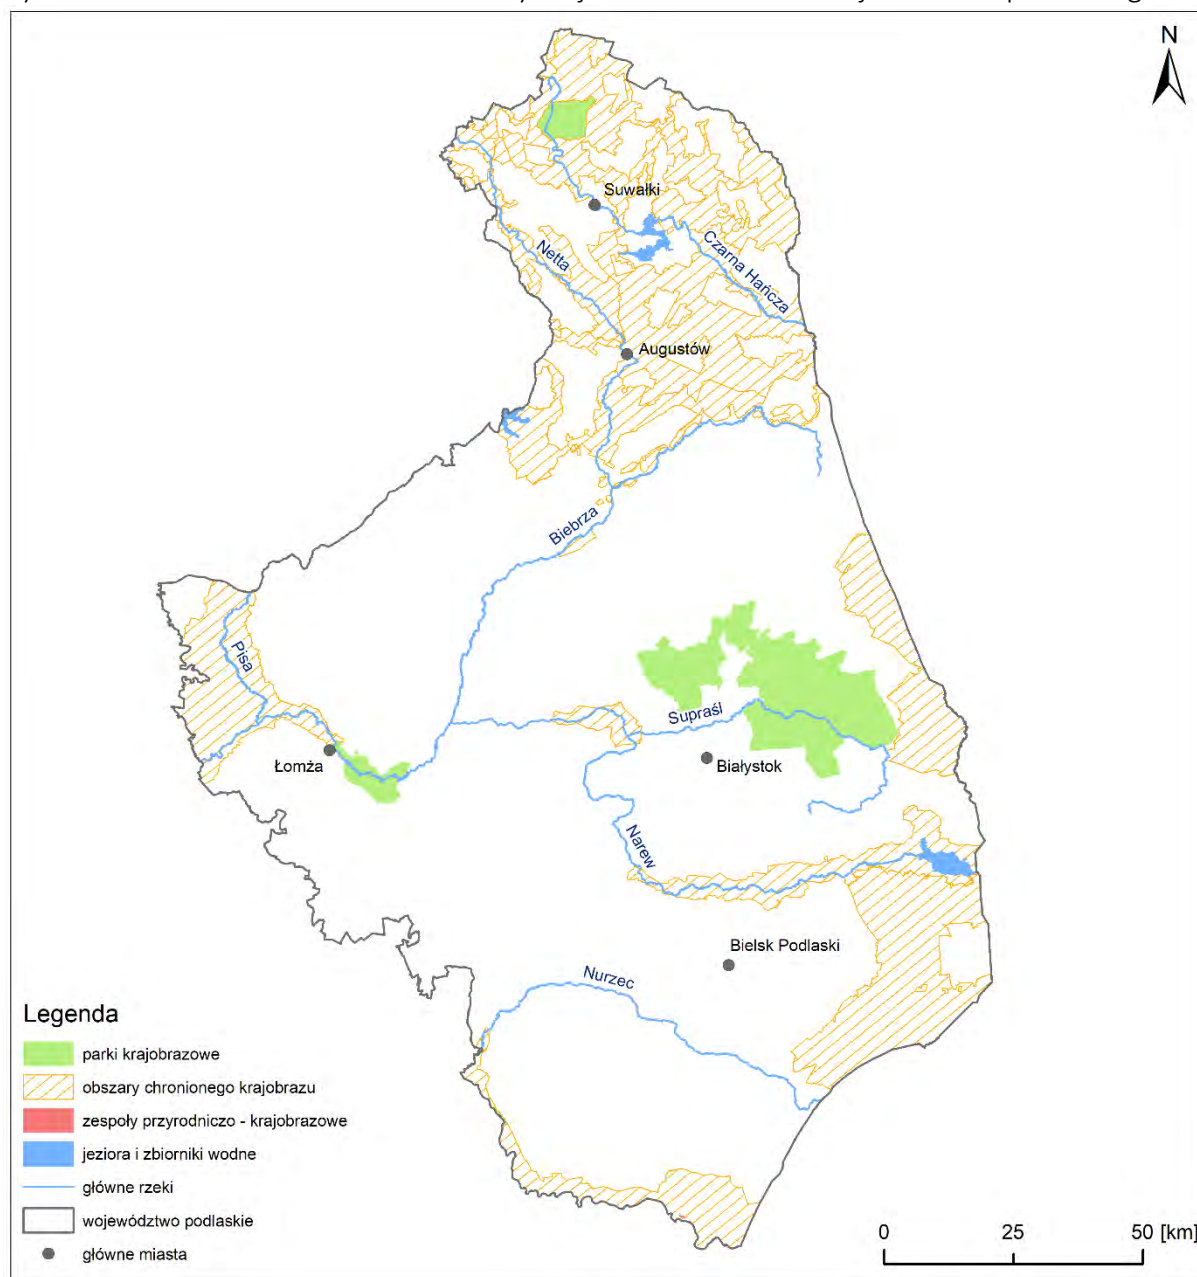 N
Suwałki
Netta
Czarna Hańcza
Augustów
Biebrza
Pisa
Supraśl
Łomża
Białystok
Narew
Bielsk Podlaski
Nurzec
Legenda
parki krajobrazowe
obszary chronionego krajobrazu
zespoły przyrodniczo - krajobrazowe
jeziora i zbiorniki wodne
główne rzeki
województwo podlaskie
główne miasta
0 25 50 [km]